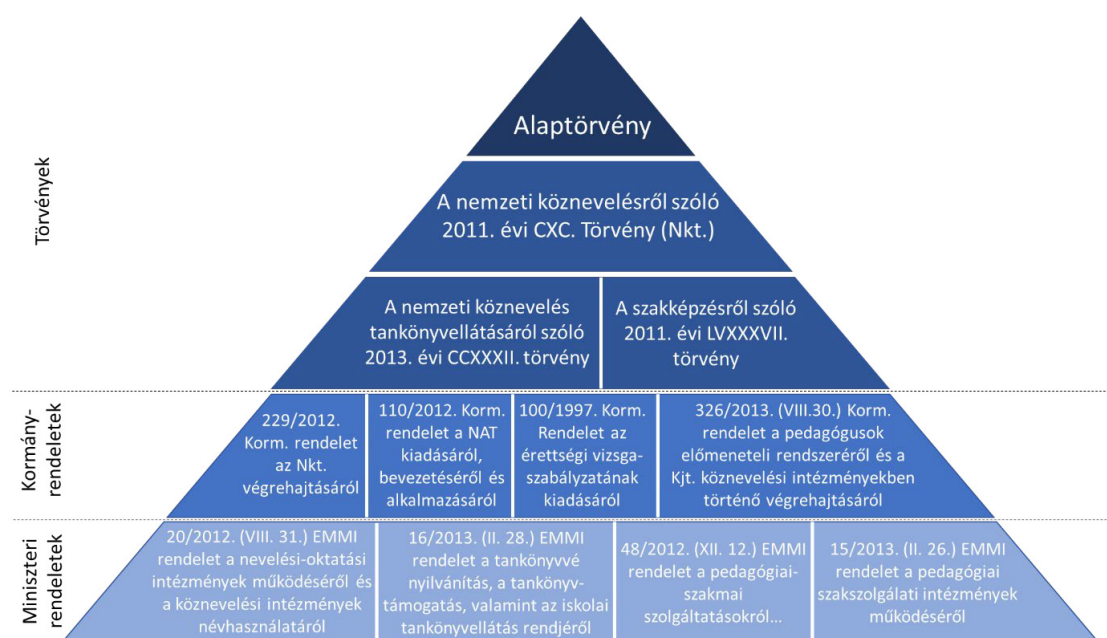 Törvények
Alaptörvény
A nemzeti köznevelésről szóló
2011. évi CXC. Törvény (Nkt.)
A nemzeti köznevelés
tankönyvellátásáról szóló
2013. évi CCXXXII. törvény
A szakképzésről szóló
2011. évi LVXXXVII.
törvény
Kormány-
rendeletek
229/2012.
Korm. rendelet
az Nkt.
végrehajtásáról
110/2012. Korm.
rendelet a NAT
kiadásáról,
bevezetéséről és
alkalmazásáról
100/1997. Korm.
Rendelet az
érettségi vizsga-
szabályzatának
kiadásáról
326/2013. (VIII.30.) Korm.
rendelet a pedagógusok
előmeneteli rendszeréről és a
Kjt. köznevelési intézményekben
történő végrehajtásáról
Miniszteri
rendeletek
20/2012. (VIII. 31.) EMMI
rendelet a nevelési-oktatási
intézmények működéséről és
a köznevelési intézmények
névhasználatáról
16/2013. (II. 28.) EMMI
rendelet a tankönyvvé
nyilvánítás, a tankönyv-
támogatás, valamint az iskolai
tankönyvellátás rendjéről
48/2012. (XII. 12.) EMMI
rendelet a pedagógiai-
szakmai
szolgáltatásokról...
15/2013. (II. 26.) EMMI
rendelet a pedagógiai
szakszolgálati intézmények
működéséről